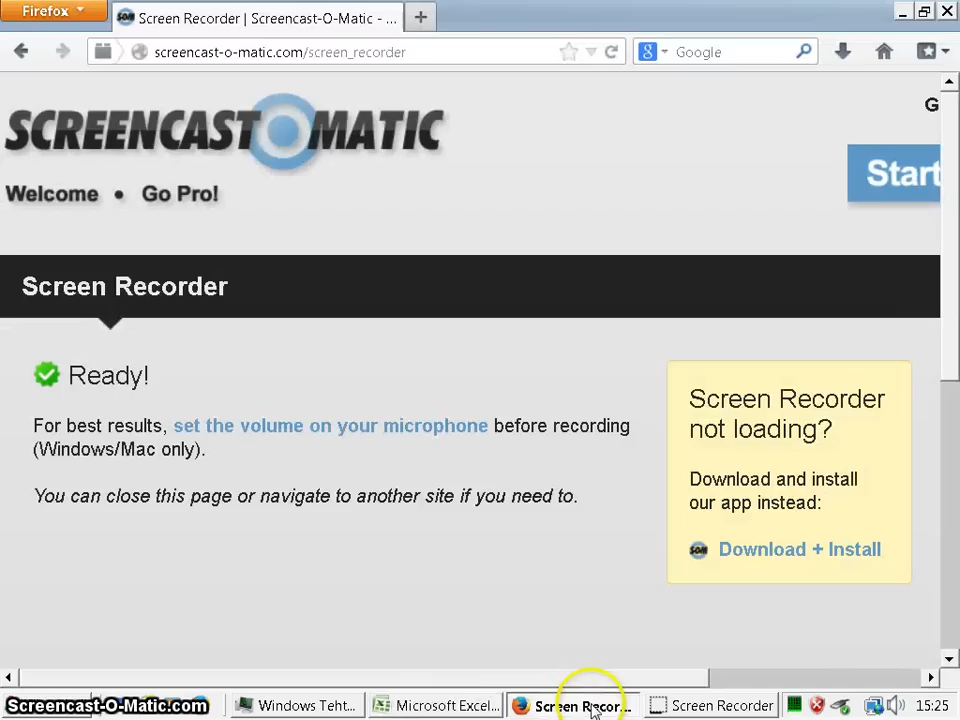 Firefox
Screen Recorder | Screencast-O-Matic - ...
screencast-o-matic.com/screen_recorder
Google
SCREENCAST O MATIC
G
Welcome • Go Pro!
Start
Screen Recorder
Ready!
For best results, set the volume on your microphone before recording
(Windows/Mac only).
You can close this page or navigate to another site if you need to.
Screen Recorder
not loading?
Download and install
our app instead:
SOM Download + Install
Screencast-O-Matic.com
Windows Teht...
Microsoft Excel...
Screen Recor...
Screen Recorder
15:25